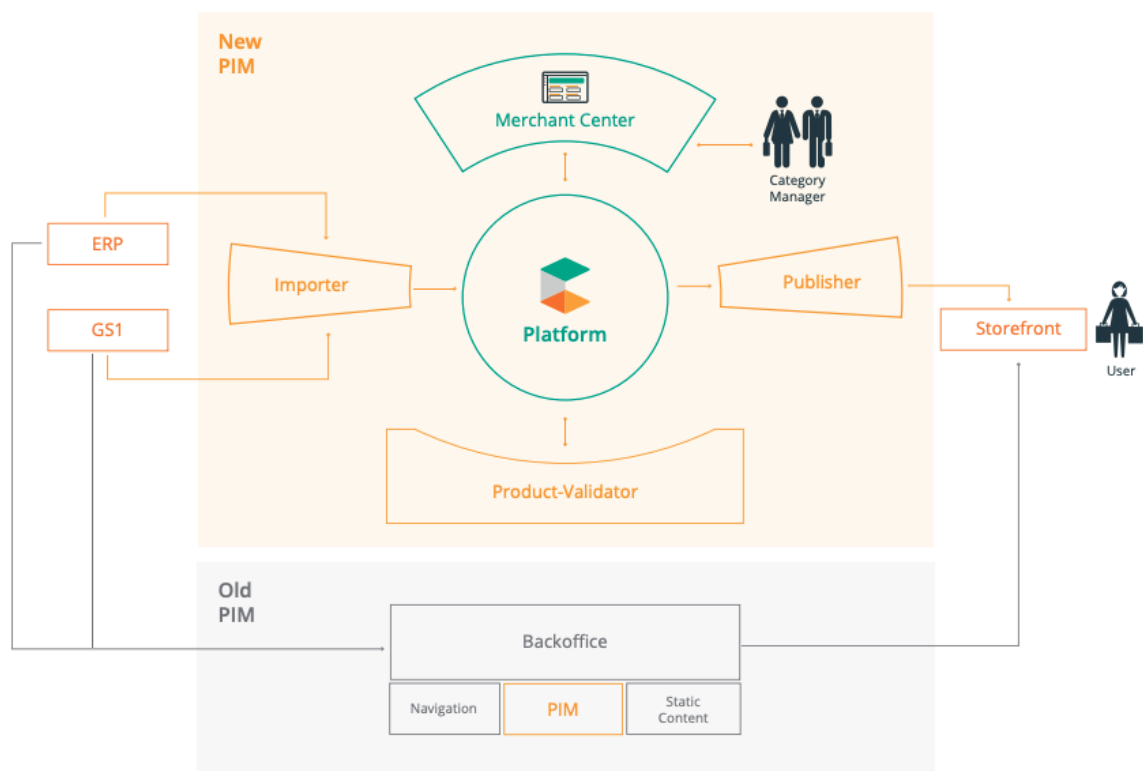 New
PIM
Merchant Center
Category
Manager
ERP
Importer
Publisher
GS1
Platform
Storefront
User
Product-Validator
Old
PIM
Backoffice
Navigation
PIM
Static
Content